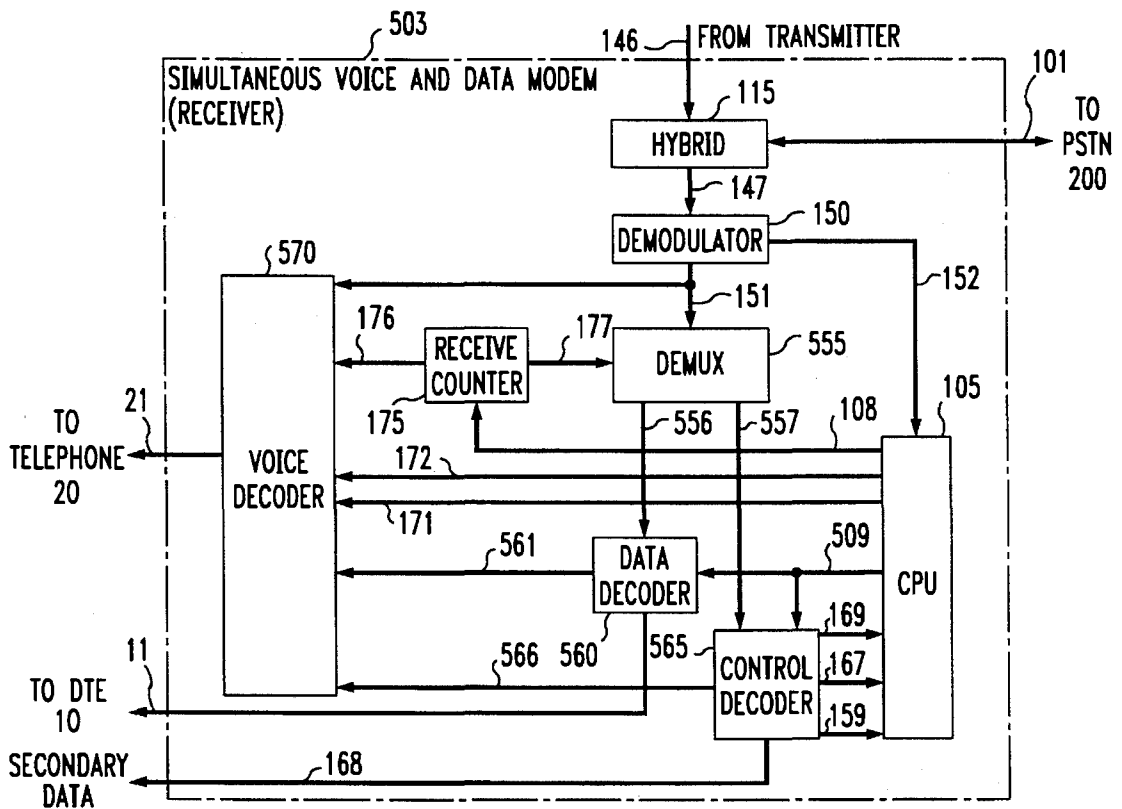 503
146
FROM TRANSMITTER
SIMULTANEOUS VOICE AND DATA MODEM
(RECEIVER)
115
101
HYBRID
TO
PSTN
200
147
150
DEMODULATOR
570
152
151
176
177
RECEIVE
COUNTER
DEMUX
555
175
556
557
108
105
21
TO
TELEPHONE
20
VOICE
DECODER
172
171
561
DATA
DECODER
509
CPU
560
565
169
11
566
CONTROL
DECODER
167
TO DTE
10
159
SECONDARY
DATA
168